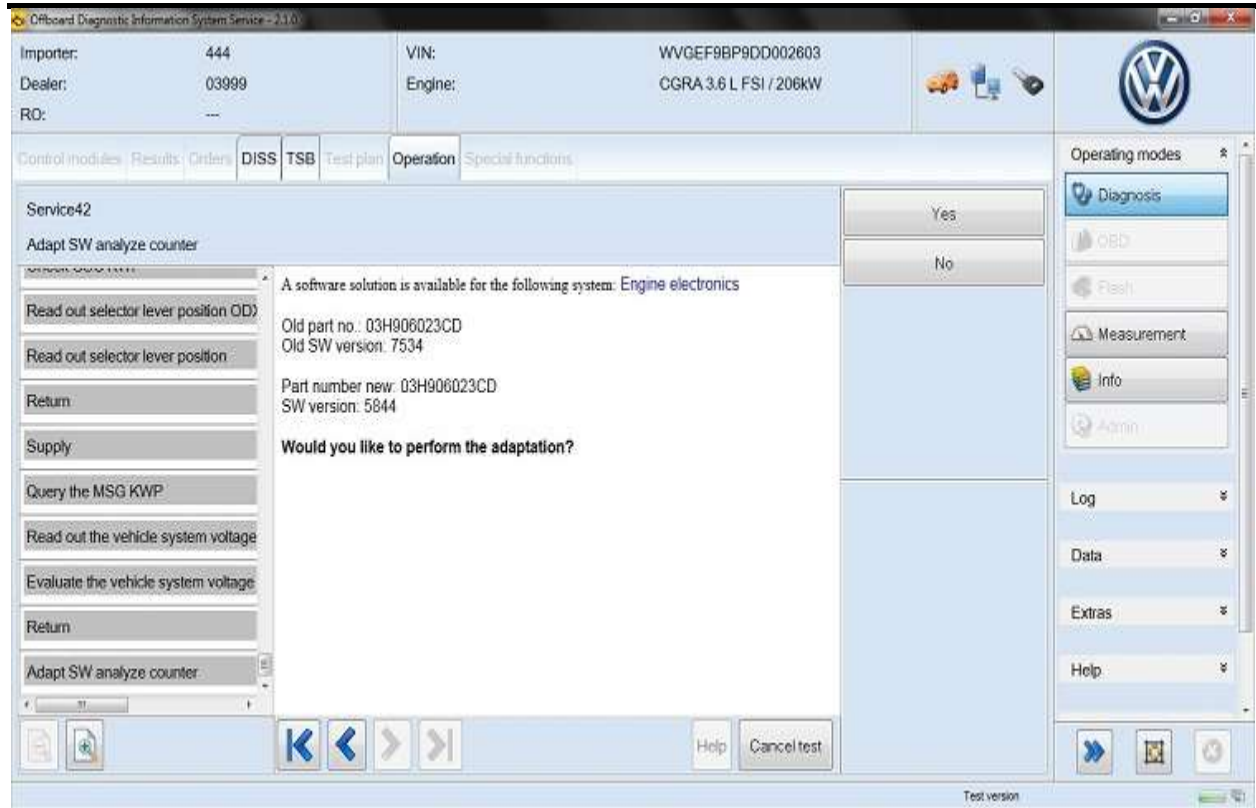 Offboard Diagnostic Information System Service - 2.1.0
Importer: 444 VIN: WVGEF9BP9DD002603
Dealer: 03999 Engine: CGRA 3.6 L FSI / 206kW
RO: ---
Control modules Results Orders DISS TSB Test plan Operation Special functions
Service42
Adapt SW analyze counter
Yes
No
Read out selector lever position ODX
Read out selector lever position
Return
Supply
Query the MSG KWP
Read out the vehicle system voltage
Evaluate the vehicle system voltage
Return
Adapt SW analyze counter
A software solution is available for the following system: Engine electronics
Old part no.: 03H906023CD
Old SW version: 7534
Part number new: 03H906023CD
SW version: 5844
Would you like to perform the adaptation?
Help Cancel test
Operating modes
Diagnosis
OBD
Flash
Measurement
Info
Admin
Log
Data
Extras
Help
Test version